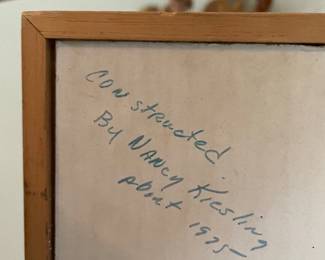 Constructed
By Nancy Kiesling
About 1975